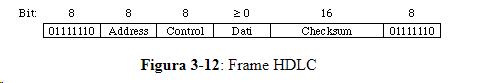 Bit: 8 8 8 ≥ 0 16 8
01111110 Address Control Dati Checksum 01111110
Figura 3-12: Frame HDLC